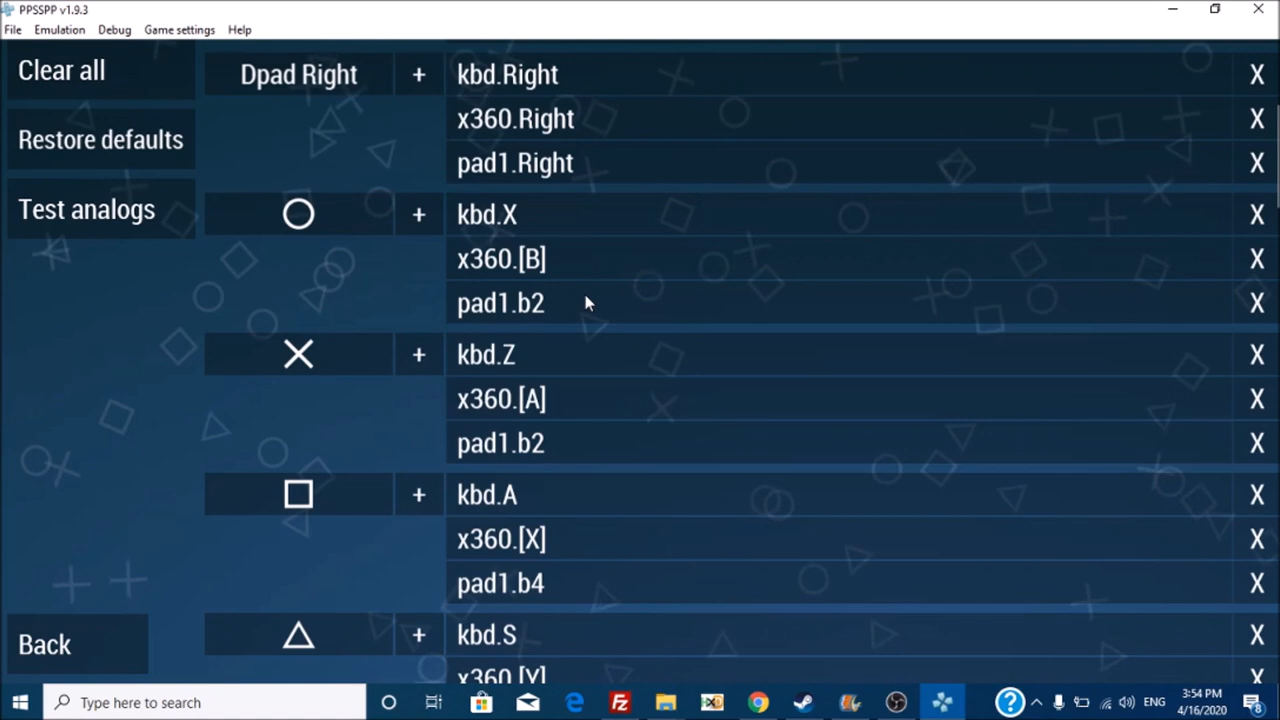 PPSSPP v1.9.3
File Emulation Debug Game settings Help
Clear all
Restore defaults
Test analogs
Back
Dpad Right + kbd.Right X
x360.Right X
pad1.Right X
+ kbd.X X
x360.[B] X
pad1.b2 X
+ kbd.Z X
x360.[A] X
pad1.b2 X
+ kbd.A X
x360.[X] X
pad1.b4 X
+ kbd.S X
x360.[Y] X
Type here to search
ENG
3:54 PM
4/16/2020
8